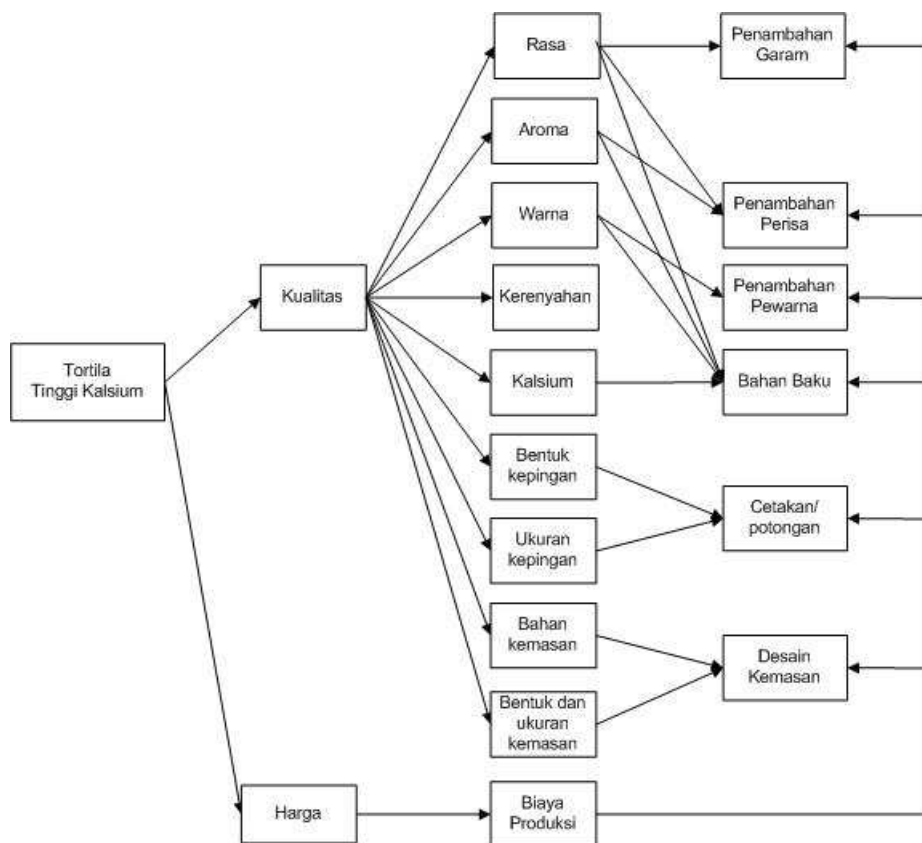 Rasa
Penambahan
Garam
Aroma
Warna
Penambahan
Perisa
Kualitas
Kerenyahan
Penambahan
Pewarna
Tortila
Tinggi Kalsium
Kalsium
Bahan Baku
Bentuk
kepingan
Cetakan/
potongan
Ukuran
kepingan
Bahan
kemasan
Desain
Kemasan
Bentuk dan
ukuran
kemasan
Harga
Biaya
Produksi